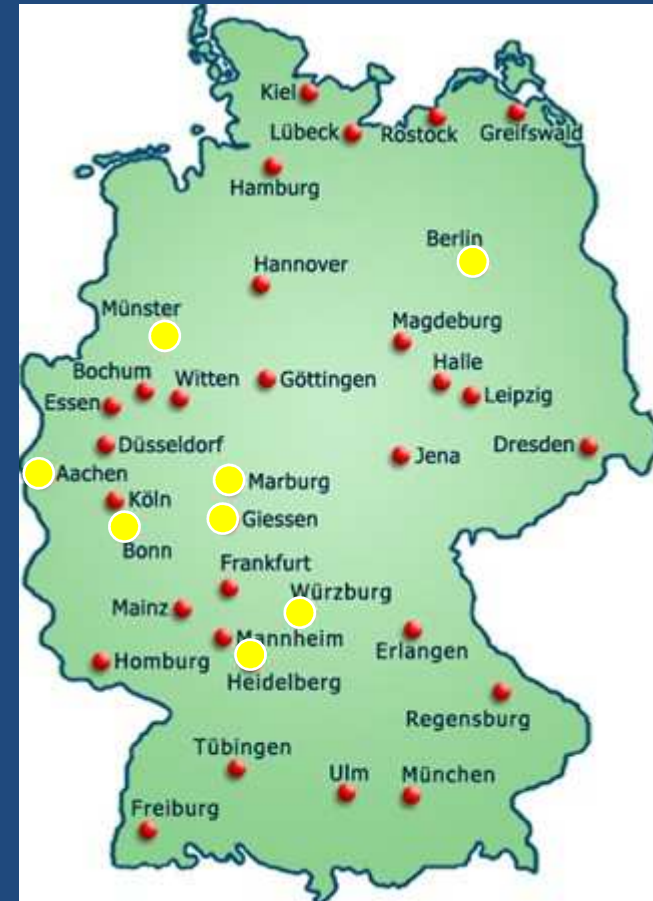 Kiel
Lübeck
Rostock
Greifswald
Hamburg
Berlin
Hannover
Münster
Magdeburg
Bochum
Witten
Göttingen
Halle
Essen
Leipzig
Düsseldorf
Jena
Dresden
Aachen
Marburg
Köln
Giessen
Bonn
Frankfurt
Würzburg
Mainz
Mannheim
Erlangen
Homburg
Heidelberg
Regensburg
Tübingen
Ulm
München
Freiburg